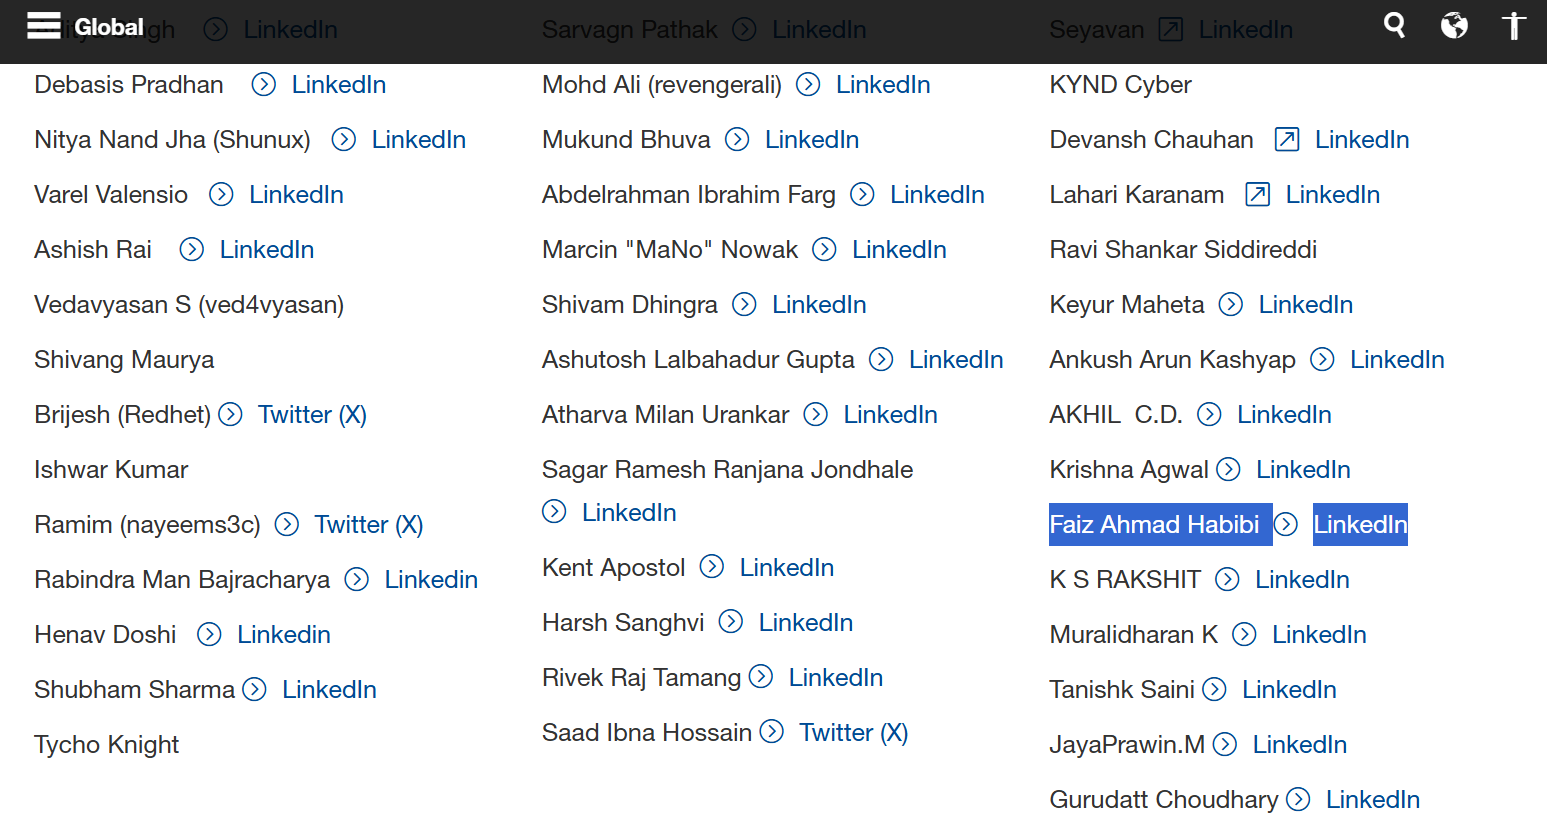 Global
Aditya Singh LinkedIn
Debasis Pradhan LinkedIn
Nitya Nand Jha (Shunux) LinkedIn
Varel Valensio LinkedIn
Ashish Rai LinkedIn
Vedavyasan S (ved4vyasan)
Shivang Maurya
Brijesh (Redhet) Twitter (X)
Ishwar Kumar
Ramim (nayeems3c) Twitter (X)
Rabindra Man Bajracharya Linkedin
Henav Doshi Linkedin
Shubham Sharma LinkedIn
Tycho Knight
Sarvagn Pathak LinkedIn
Mohd Ali (revengerali) LinkedIn
Mukund Bhuva LinkedIn
Abdelrahman Ibrahim Farg LinkedIn
Marcin "MaNo" Nowak LinkedIn
Shivam Dhingra LinkedIn
Ashutosh Lalbahadur Gupta LinkedIn
Atharva Milan Urankar LinkedIn
Sagar Ramesh Ranjana Jondhale
LinkedIn
Kent Apostol LinkedIn
Harsh Sanghvi LinkedIn
Rivek Raj Tamang LinkedIn
Saad Ibna Hossain Twitter (X)
Seyavan LinkedIn
KYND Cyber
Devansh Chauhan LinkedIn
Lahari Karanam LinkedIn
Ravi Shankar Siddireddi
Keyur Maheta LinkedIn
Ankush Arun Kashyap LinkedIn
AKHIL C.D. LinkedIn
Krishna Agwal LinkedIn
Faiz Ahmad Habibi LinkedIn
K S RAKSHIT LinkedIn
Muralidharan K LinkedIn
Tanishk Saini LinkedIn
JayaPrawin.M LinkedIn
Gurudatt Choudhary LinkedIn